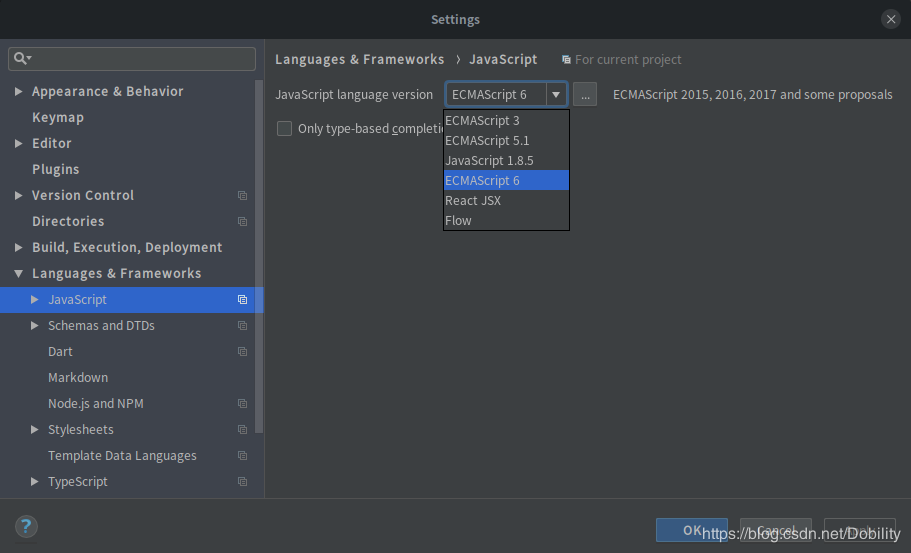 Settings
Languages & Frameworks › JavaScript For current project
JavaScript language version ECMAScript 6 ... ECMAScript 2015, 2016, 2017 and some proposals
Only type-based completi
ECMAScript 3
ECMAScript 5.1
JavaScript 1.8.5
ECMAScript 6
React JSX
Flow
Appearance & Behavior
Keymap
Editor
Plugins
Version Control
Directories
Build, Execution, Deployment
Languages & Frameworks
JavaScript
Schemas and DTDs
Dart
Markdown
Node.js and NPM
Stylesheets
Template Data Languages
TypeScript
?
OK Cancel Apply
https://blog.csdn.net/Dobility